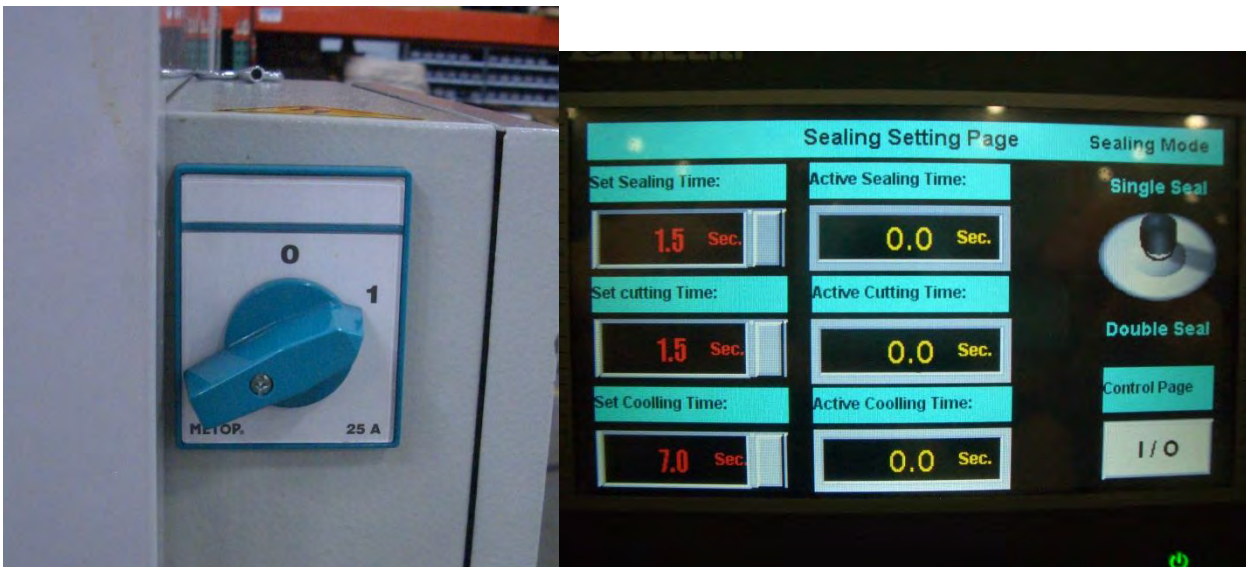 0
1
METOP.
25 A
Sealing Setting Page
Sealing Mode
Set Sealing Time:
Active Sealing Time:
Single Seal
1.5 Sec.
0.0 Sec.
Set cutting Time:
Active Cutting Time:
1.5 Sec.
0.0 Sec.
Double Seal
Set Coolling Time:
Active Coolling Time:
Control Page
7.0 Sec.
0.0 Sec.
I / O